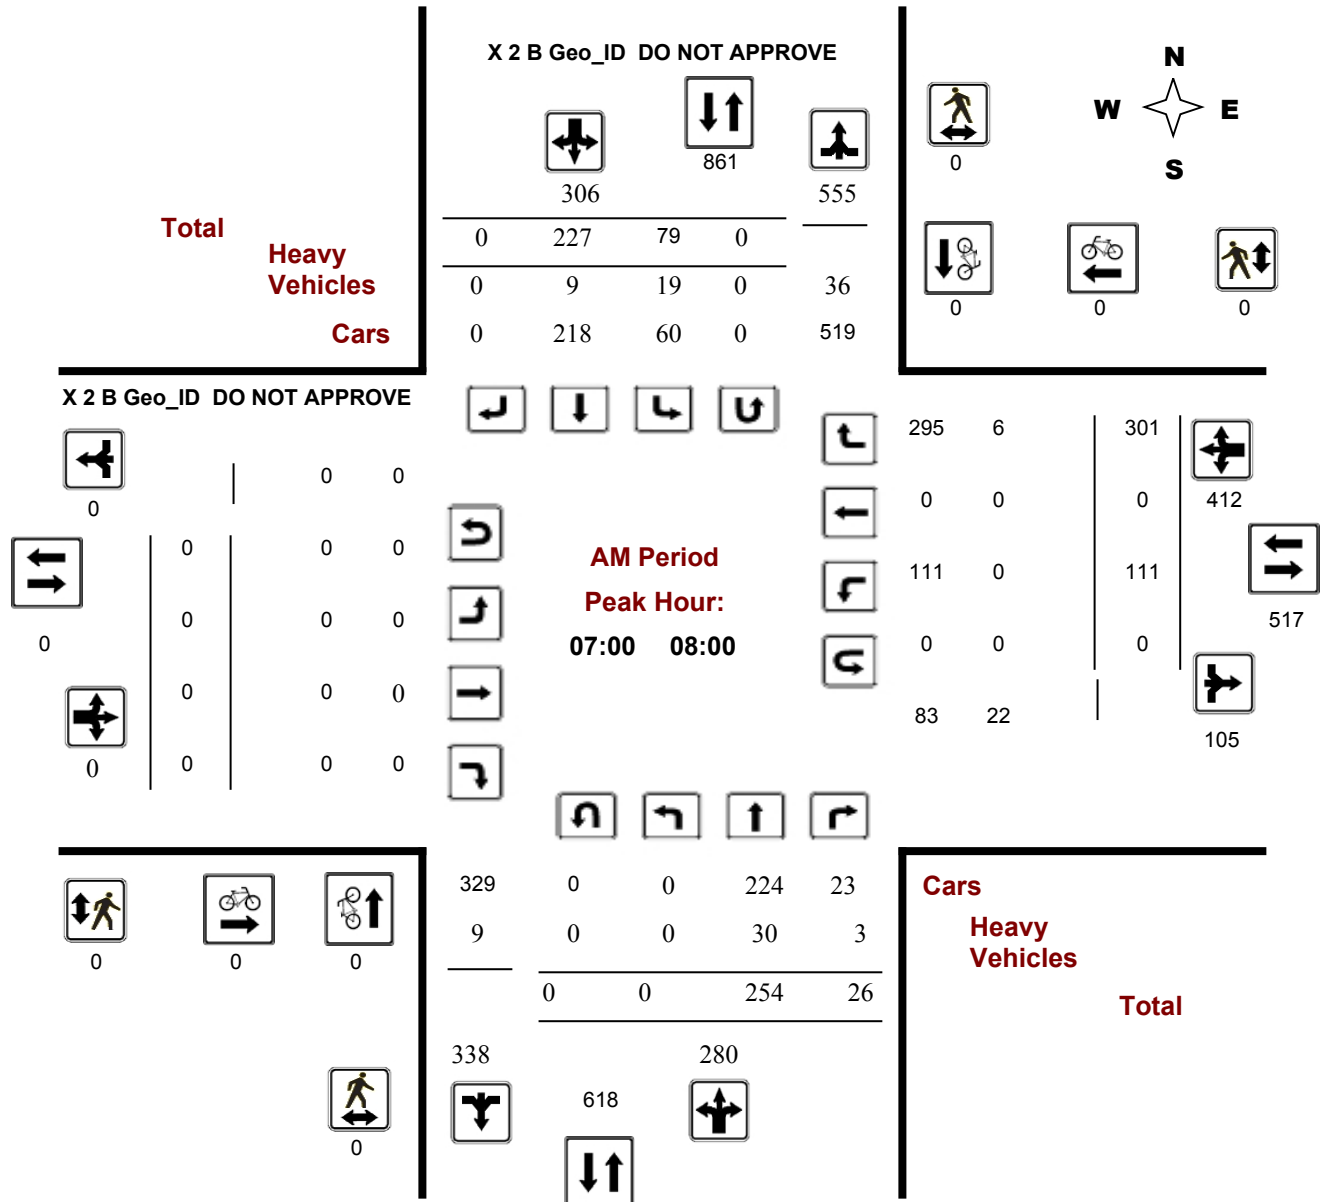 X 2 B Geo_ID DO NOT APPROVE
N
W E
S
861
0
306 555
Total
0 227 79 0
Heavy
Vehicles
0 9 19 0 36
Cars
0 218 60 0 519
0 0 0
X 2 B Geo_ID DO NOT APPROVE
295 6 301
0 0
0
0 0 0
412
0 0 0
AM Period
111 0 111
0 0 0
Peak Hour:
517
0
07:00 08:00
0 0 0
0 0 0
83 22
105
0
0 0 0
329 0 0 224 23
Cars
9 0 0 30 3
Heavy
Vehicles
0 0 0
0 0 254 26
Total
338 280
618
0